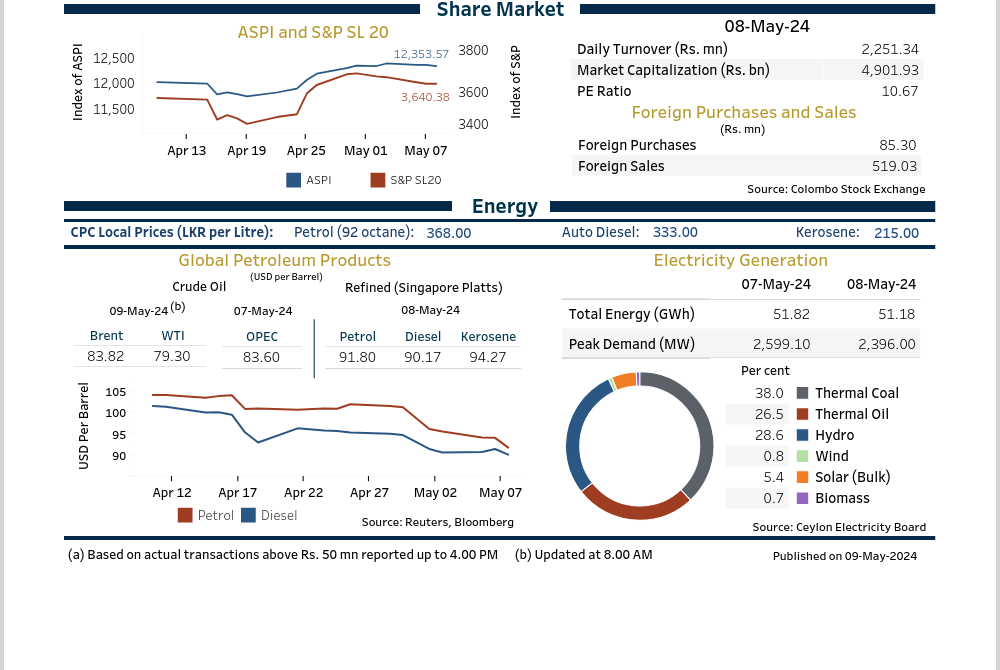 Share Market
ASPI and S&P SL 20
Index of ASPI
12,500
12,000
11,500
12,353.57
3,640.38
3800
3600
3400
Index of S&P
Apr 13 Apr 19 Apr 25 May 01 May 07
ASPI S&P SL20
08-May-24
Daily Turnover (Rs. mn) 2,251.34
Market Capitalization (Rs. bn) 4,901.93
PE Ratio 10.67
Foreign Purchases and Sales
(Rs. mn)
Foreign Purchases 85.30
Foreign Sales 519.03
Source: Colombo Stock Exchange
Energy
CPC Local Prices (LKR per Litre): Petrol (92 octane): 368.00 Auto Diesel: 333.00 Kerosene: 215.00
Global Petroleum Products
(USD per Barrel)
Crude Oil Refined (Singapore Platts)
09-May-24 (b) 07-May-24 08-May-24
Brent WTI OPEC Petrol Diesel Kerosene
83.82 79.30 83.60 91.80 90.17 94.27
USD Per Barrel
105
100
95
90
Apr 12 Apr 17 Apr 22 Apr 27 May 02 May 07
Petrol Diesel
Source: Reuters, Bloomberg
Electricity Generation
07-May-24 08-May-24
Total Energy (GWh) 51.82 51.18
Peak Demand (MW) 2,599.10 2,396.00
Per cent
38.0 Thermal Coal
26.5 Thermal Oil
28.6 Hydro
0.8 Wind
5.4 Solar (Bulk)
0.7 Biomass
Source: Ceylon Electricity Board
(a) Based on actual transactions above Rs. 50 mn reported up to 4.00 PM (b) Updated at 8.00 AM Published on 09-May-2024